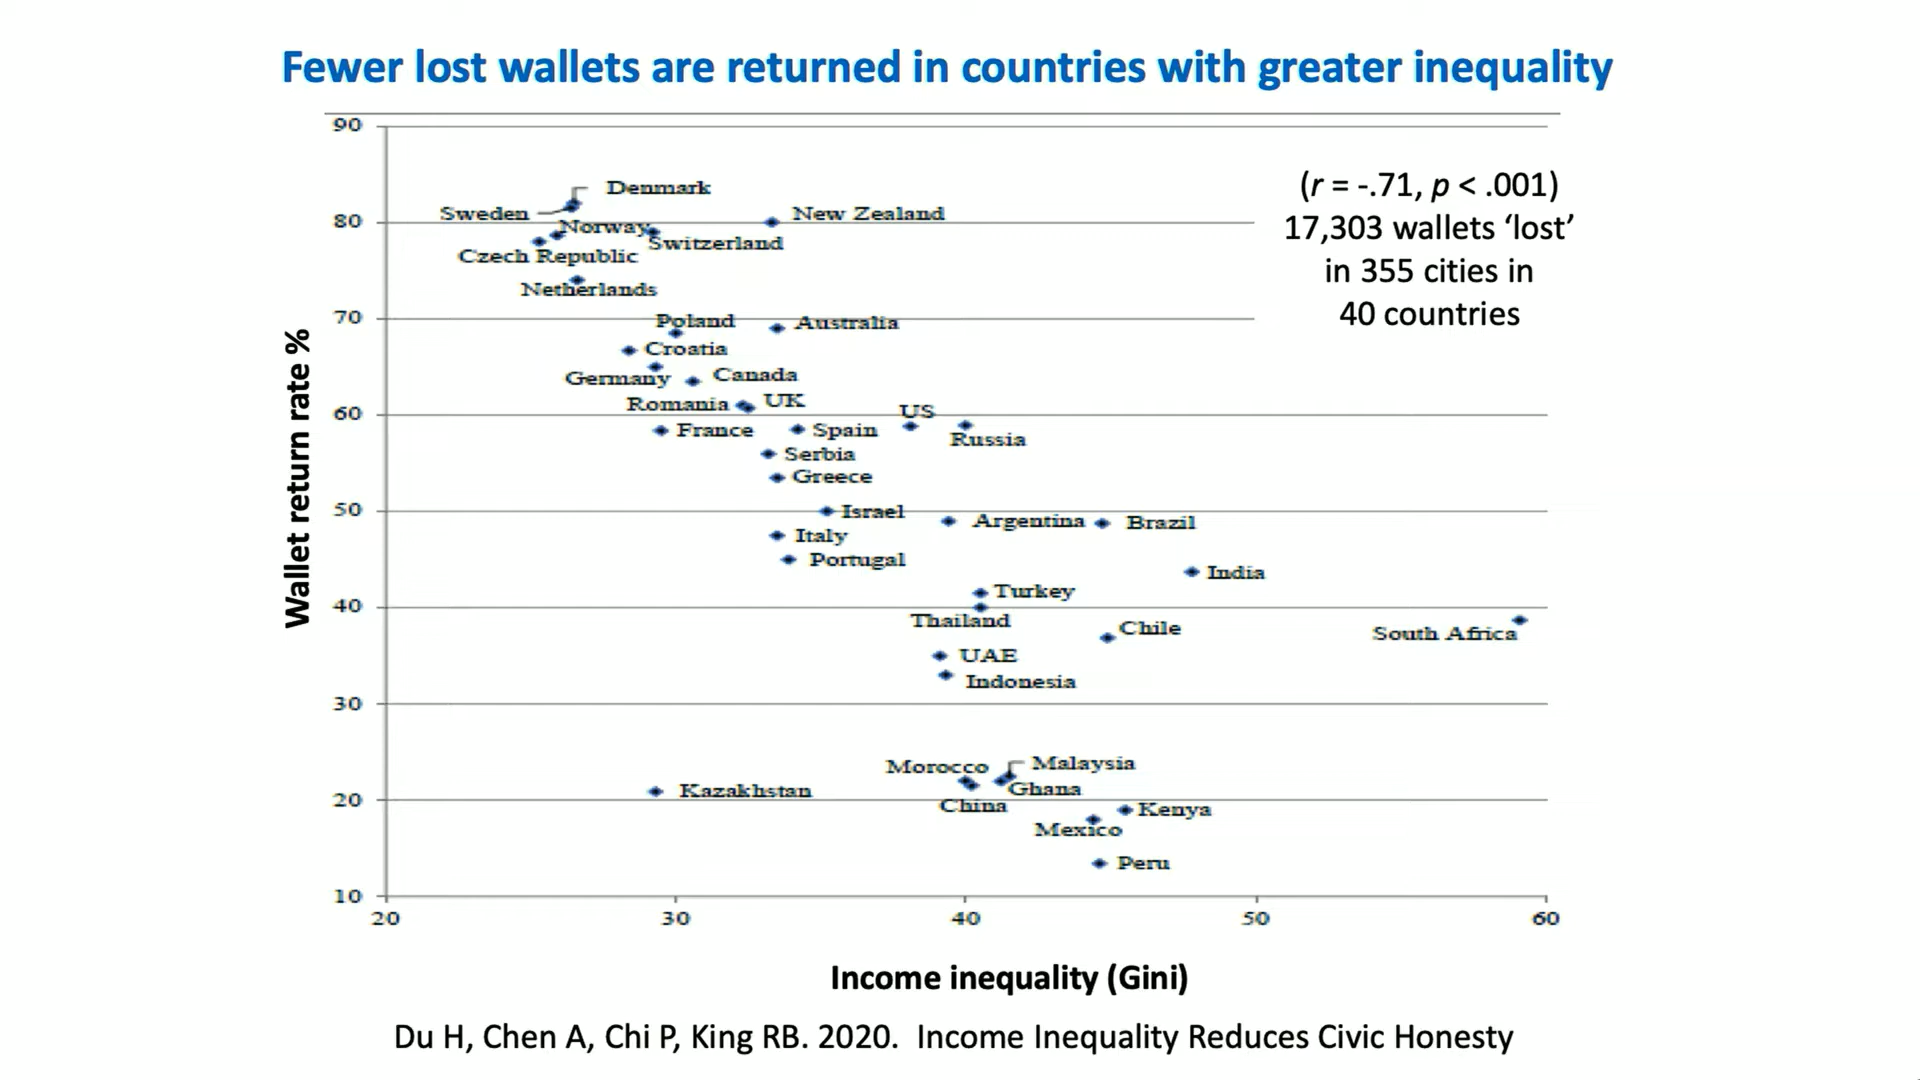 Fewer lost wallets are returned in countries with greater inequality
90
(r = -.71, p < .001)
17,303 wallets ‘lost’
in 355 cities in
40 countries
Denmark
Sweden
New Zealand
80
Norway
Switzerland
Czech Republic
Netherlands
70
Poland
Australia
Croatia
Germany
Canada
Romania
UK
60
US
France
Spain
Russia
Serbia
Greece
50
Israel
Argentina
Brazil
Italy
Portugal
India
Turkey
40
Thailand
Chile
South Africa
UAE
Indonesia
30
Morocco
Malaysia
Kazakhstan
Ghana
20
China
Kenya
Mexico
Peru
10
20
30
40
50
60
Wallet return rate %
Income inequality (Gini)
Du H, Chen A, Chi P, King RB. 2020. Income Inequality Reduces Civic Honesty